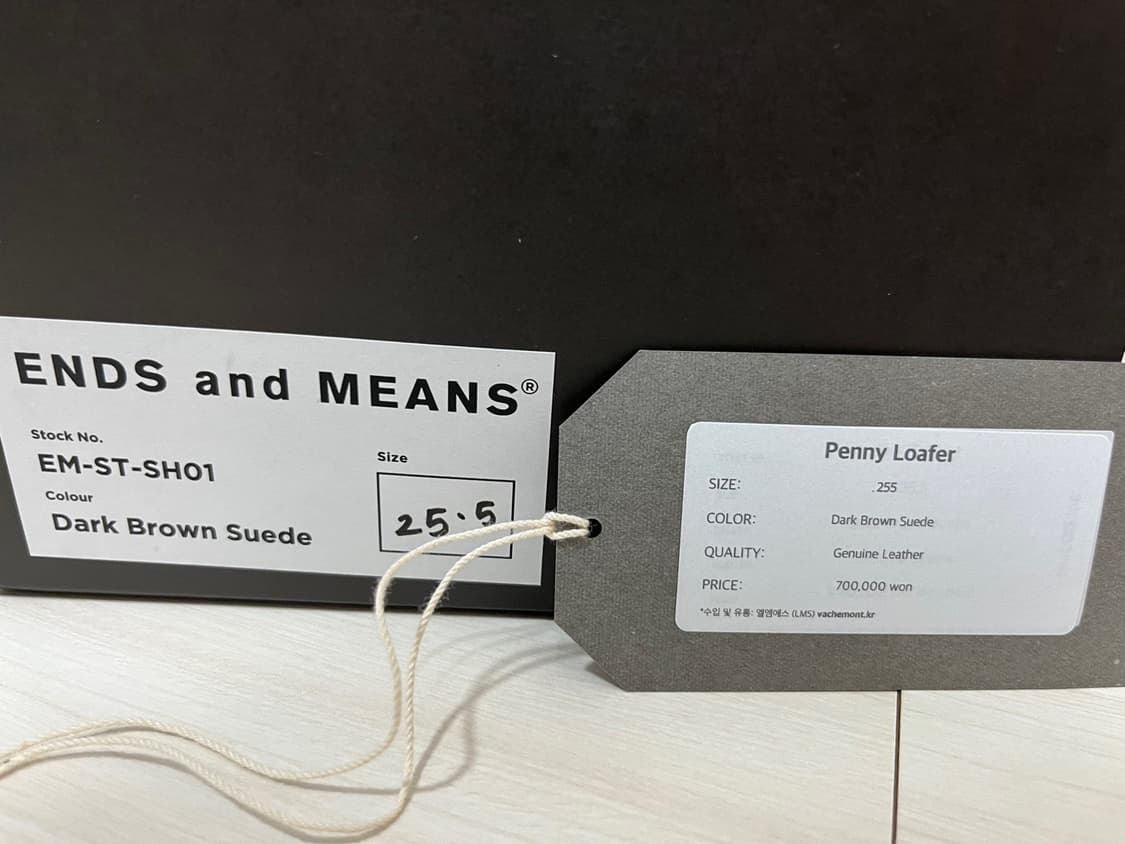 ENDS and MEANS®
Stock No.
EM-ST-SH01
Colour
Dark Brown Suede
Size
25.5
Penny Loafer
SIZE: .255
COLOR: Dark Brown Suede
QUALITY: Genuine Leather
PRICE: 700,000 won
*수입 및 유통: 엘엠에스 (LMS) vachemont.kr